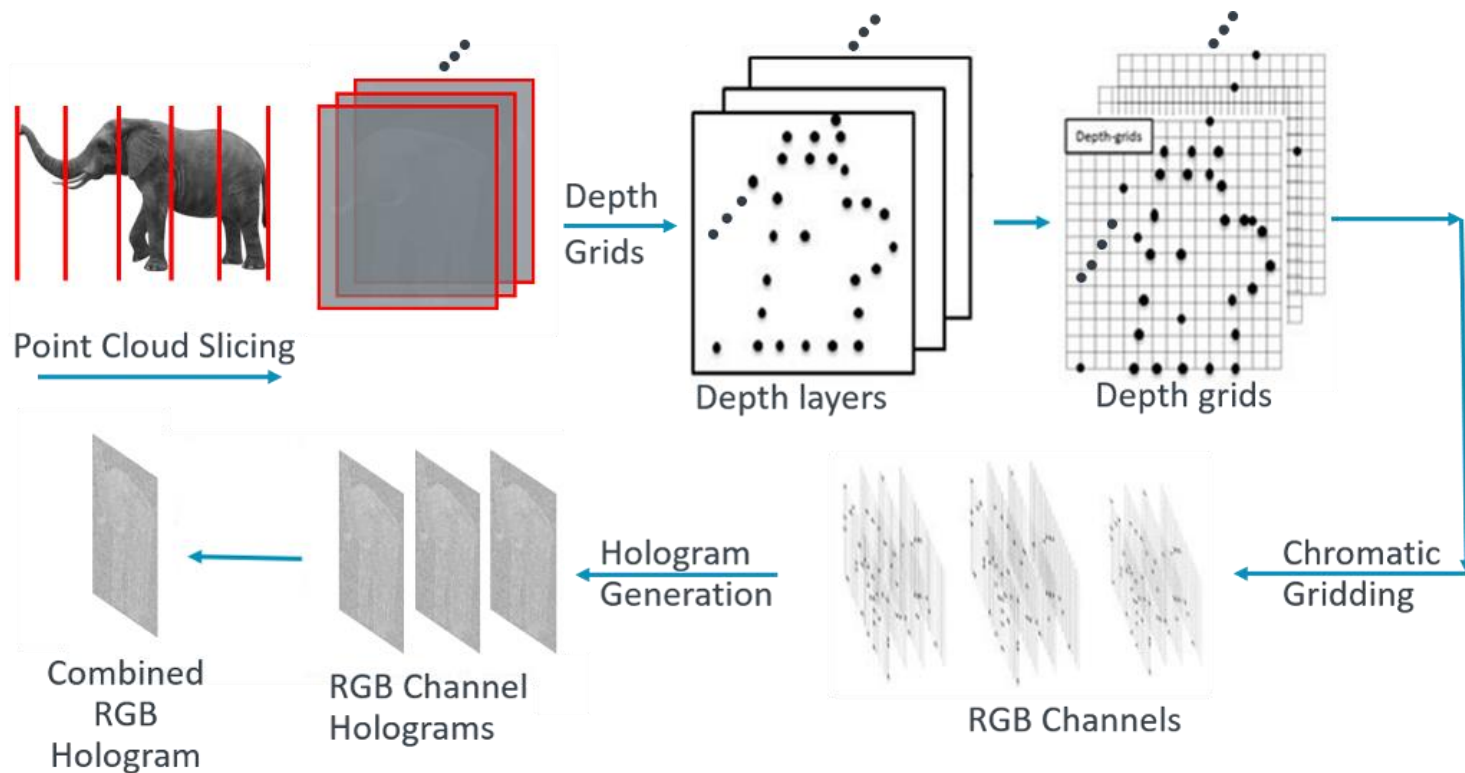 Point Cloud Slicing
Depth
Grids
Depth layers
Depth-grids
Depth grids
Chromatic
Gridding
RGB Channels
Hologram
Generation
RGB Channel
Holograms
Combined
RGB
Hologram